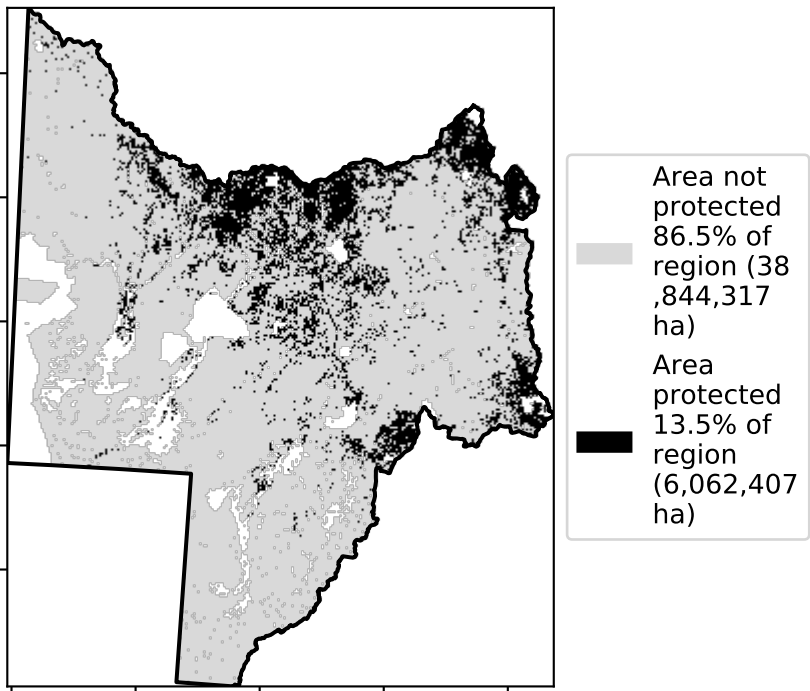 Area not
protected
86.5% of
region (38
,844,317
ha)
Area
protected
13.5% of
region
(6,062,407
ha)